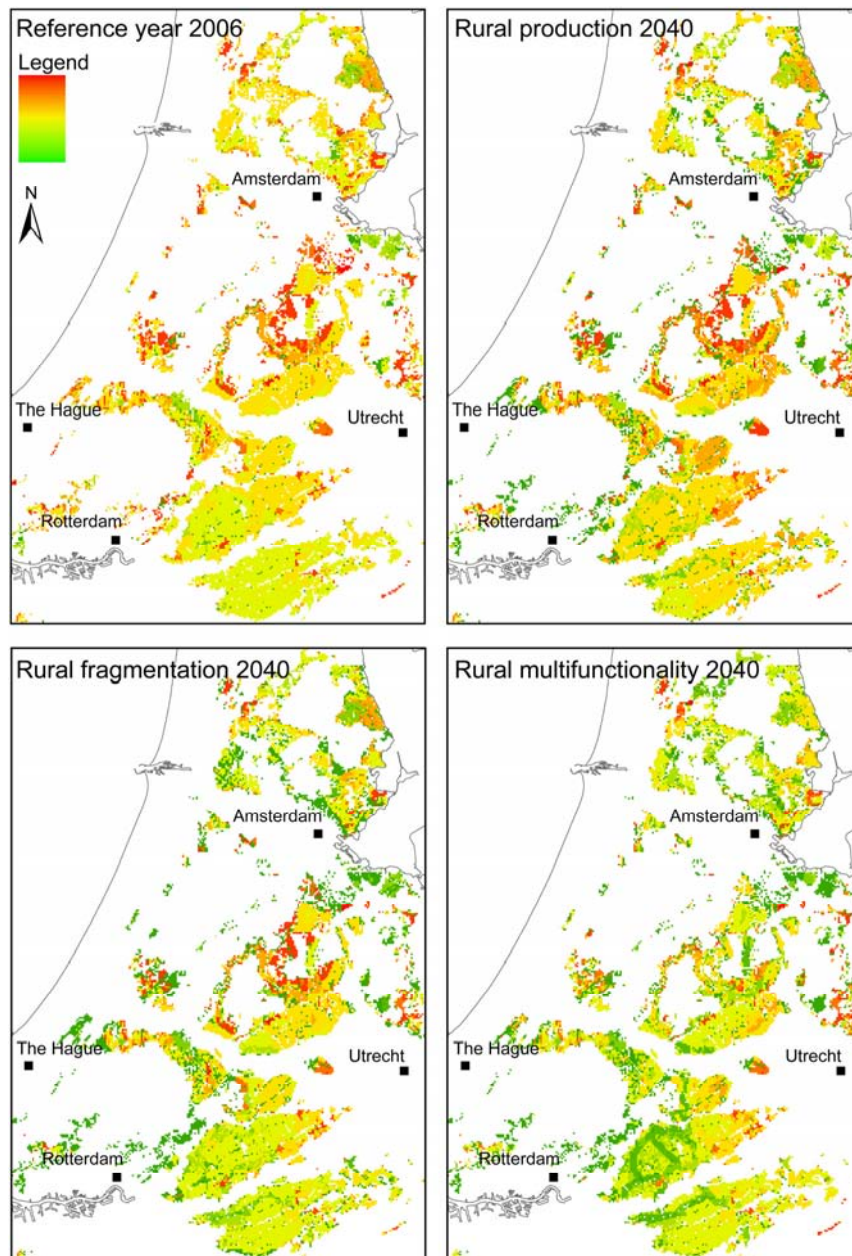 Reference year 2006
Legend
N
Amsterdam
The Hague
Utrecht
Rotterdam
Rural production 2040
Amsterdam
The Hague
Utrecht
Rotterdam
Rural fragmentation 2040
Amsterdam
The Hague
Utrecht
Rotterdam
Rural multifunctionality 2040
Amsterdam
The Hague
Utrecht
Rotterdam